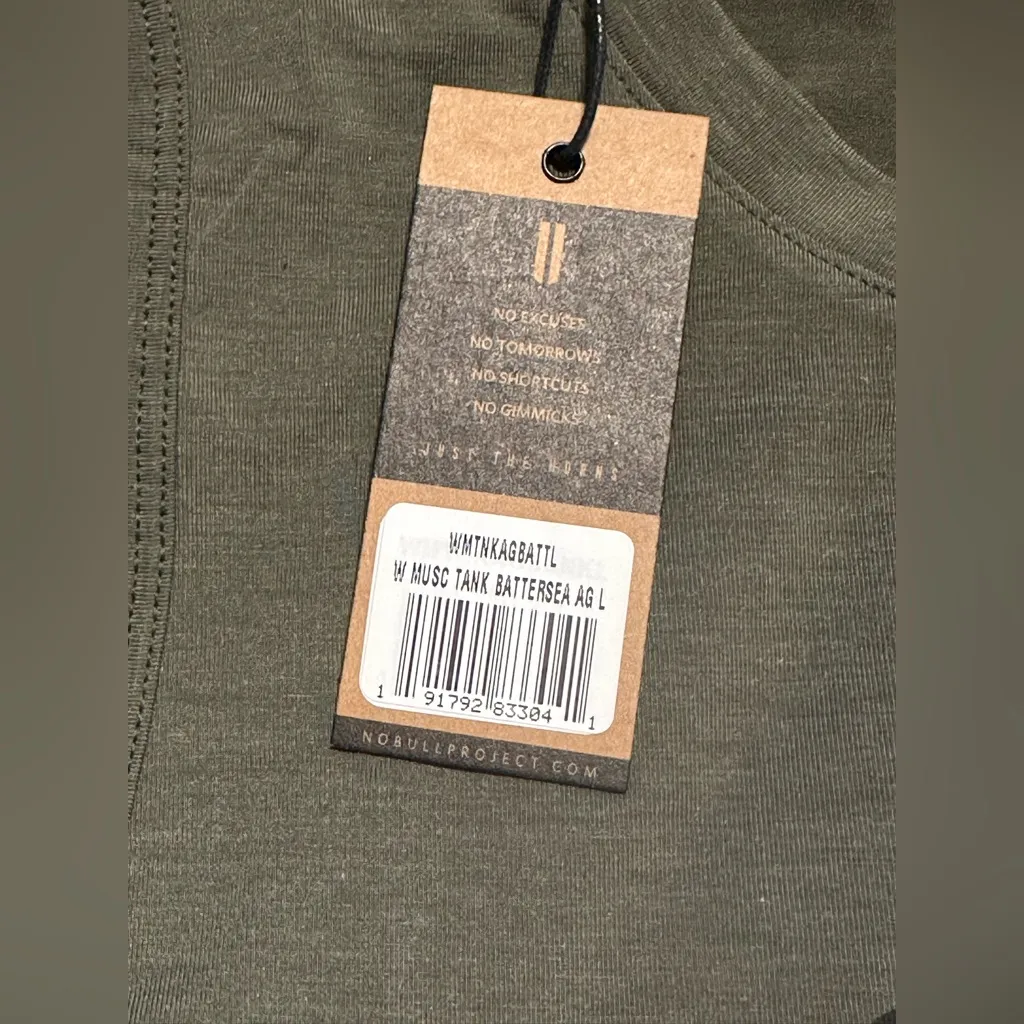 NO EXCUSES
NO TOMORROWS
NO SHORTCUTS
NO GIMMICKS
JUST THE HOENS
WMTNKAGBATTL
W MUSC TANK BATTERSEA AG L
1 91792 83304 1
NOBULLPROJECT.COM